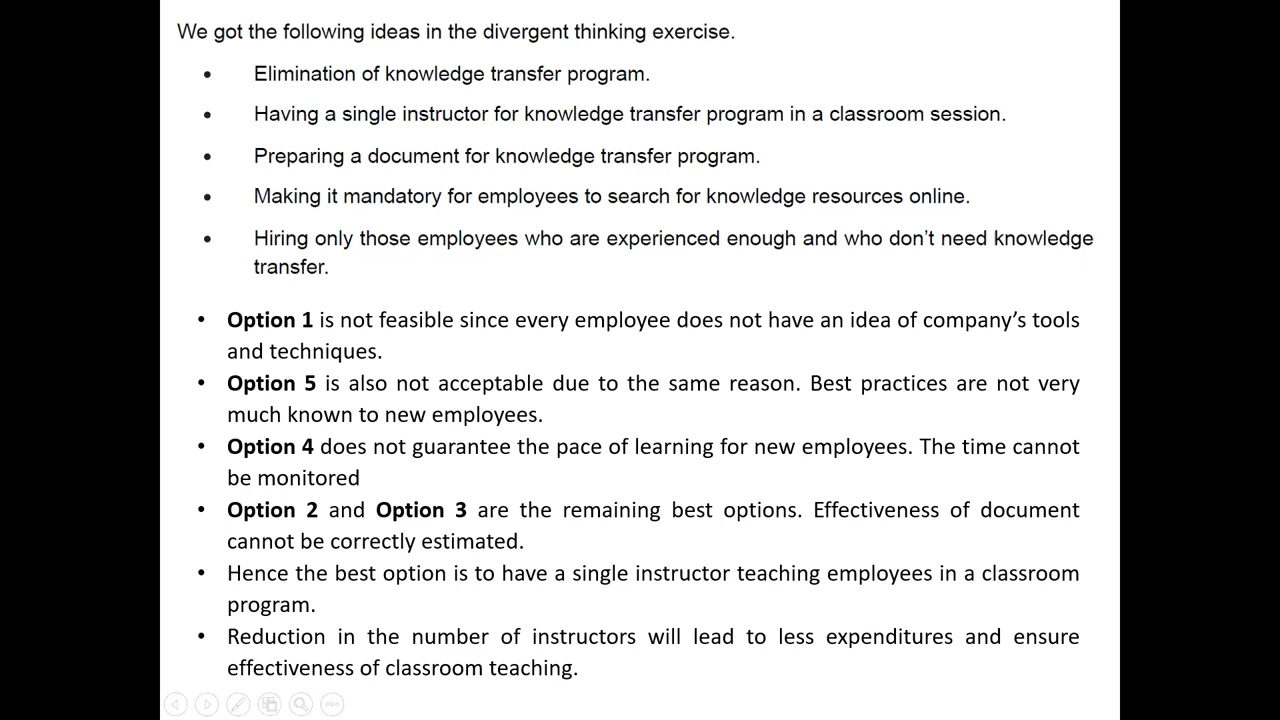 We got the following ideas in the divergent thinking exercise.
• Elimination of knowledge transfer program.
• Having a single instructor for knowledge transfer program in a classroom session.
• Preparing a document for knowledge transfer program.
• Making it mandatory for employees to search for knowledge resources online.
• Hiring only those employees who are experienced enough and who don’t need knowledge
transfer.
• Option 1 is not feasible since every employee does not have an idea of company’s tools
and techniques.
• Option 5 is also not acceptable due to the same reason. Best practices are not very
much known to new employees.
• Option 4 does not guarantee the pace of learning for new employees. The time cannot
be monitored
• Option 2 and Option 3 are the remaining best options. Effectiveness of document
cannot be correctly estimated.
• Hence the best option is to have a single instructor teaching employees in a classroom
program.
• Reduction in the number of instructors will lead to less expenditures and ensure
effectiveness of classroom teaching.